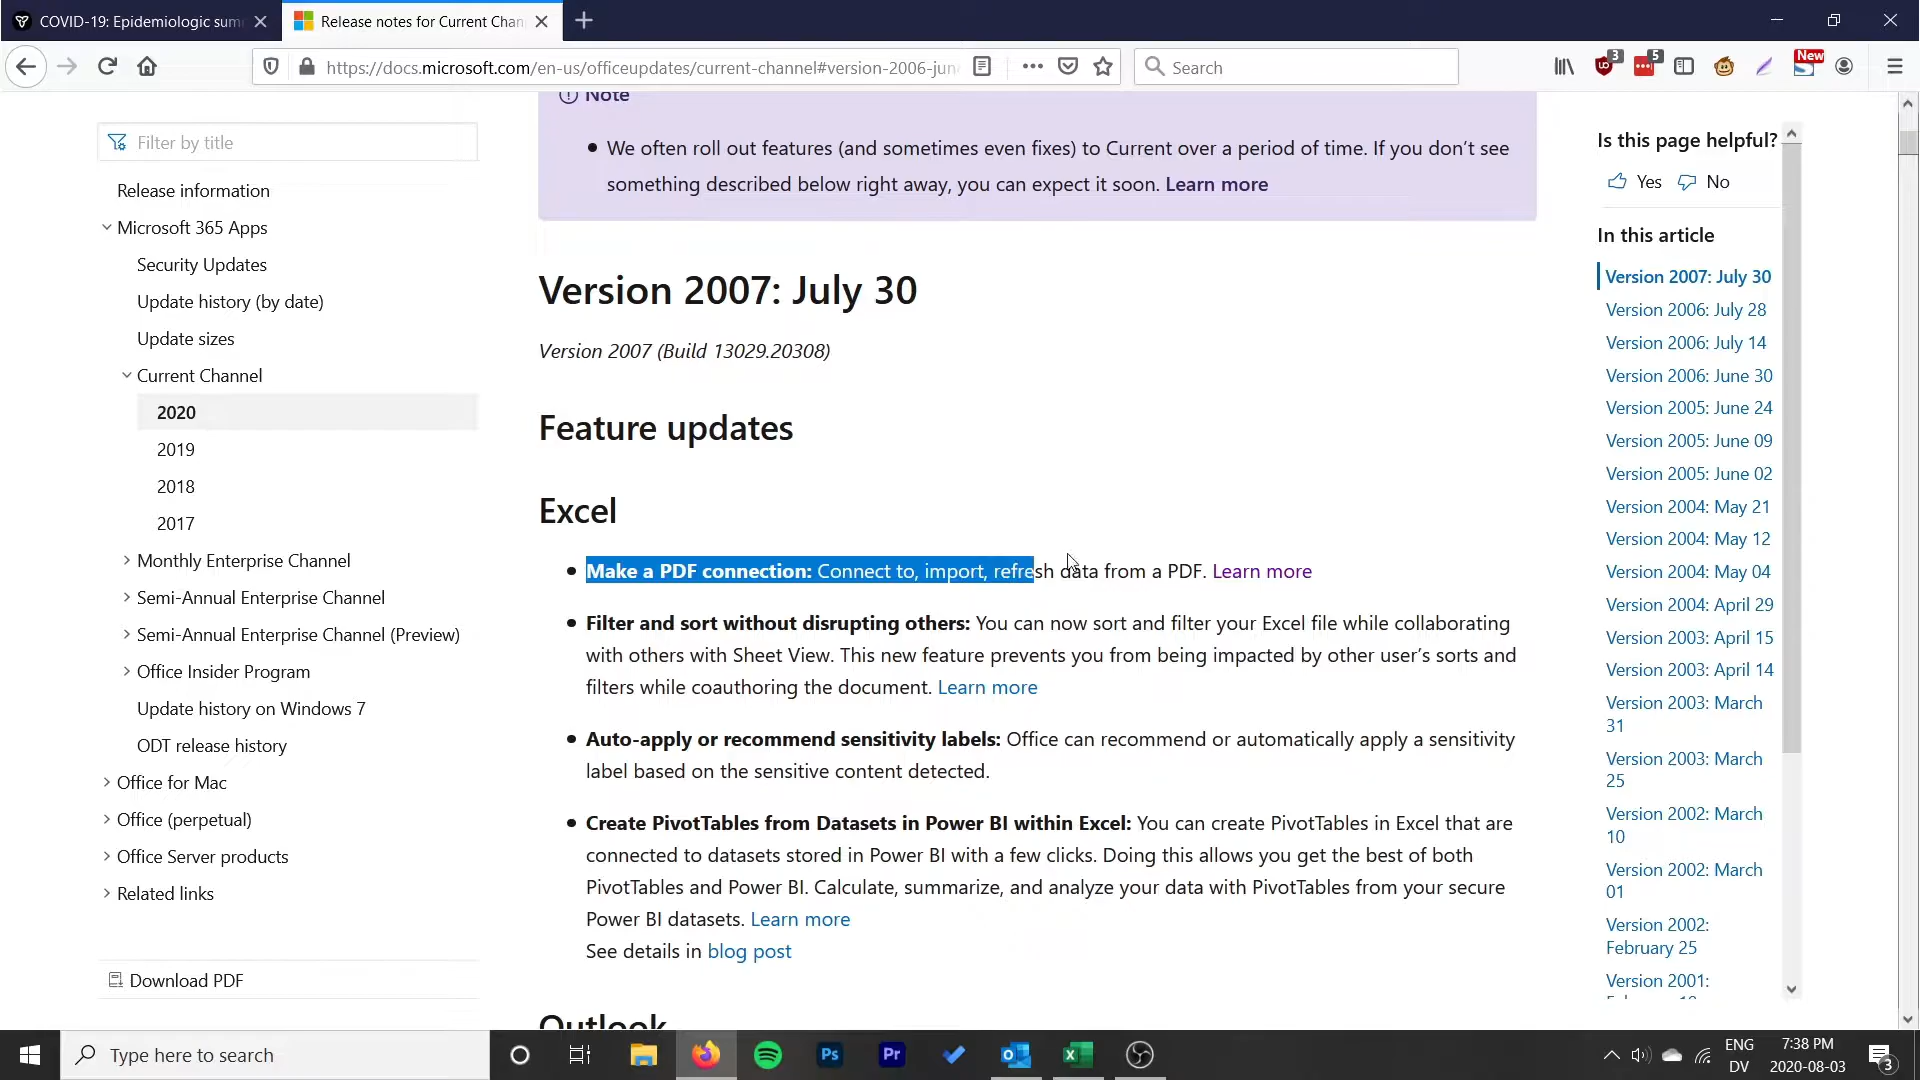 COVID-19: Epidemiologic sum
Release notes for Current Chan
https://docs.microsoft.com/en-us/officeupdates/current-channel#version-2006-jun
Search
3
5
New
Filter by title
Release information
Microsoft 365 Apps
Security Updates
Update history (by date)
Update sizes
Current Channel
2020
2019
2018
2017
Monthly Enterprise Channel
Semi-Annual Enterprise Channel
Semi-Annual Enterprise Channel (Preview)
Office Insider Program
Update history on Windows 7
ODT release history
Office for Mac
Office (perpetual)
Office Server products
Related links
Download PDF
Note
We often roll out features (and sometimes even fixes) to Current over a period of time. If you don’t see
something described below right away, you can expect it soon. Learn more
Version 2007: July 30
Version 2007 (Build 13029.20308)
Feature updates
Excel
Make a PDF connection: Connect to, import, refresh data from a PDF. Learn more
Filter and sort without disrupting others: You can now sort and filter your Excel file while collaborating
with others with Sheet View. This new feature prevents you from being impacted by other user’s sorts and
filters while coauthoring the document. Learn more
Auto-apply or recommend sensitivity labels: Office can recommend or automatically apply a sensitivity
label based on the sensitive content detected.
Create PivotTables from Datasets in Power BI within Excel: You can create PivotTables in Excel that are
connected to datasets stored in Power BI with a few clicks. Doing this allows you get the best of both
PivotTables and Power BI. Calculate, summarize, and analyze your data with PivotTables from your secure
Power BI datasets. Learn more
See details in blog post
Outlook
Is this page helpful?
Yes No
In this article
Version 2007: July 30
Version 2006: July 28
Version 2006: July 14
Version 2006: June 30
Version 2005: June 24
Version 2005: June 09
Version 2005: June 02
Version 2004: May 21
Version 2004: May 12
Version 2004: May 04
Version 2004: April 29
Version 2003: April 15
Version 2003: April 14
Version 2003: March
31
Version 2003: March
25
Version 2002: March
10
Version 2002: March
01
Version 2002:
February 25
Version 2001:
Type here to search
Ps
Pr
ENG
DV
7:38 PM
2020-08-03
3